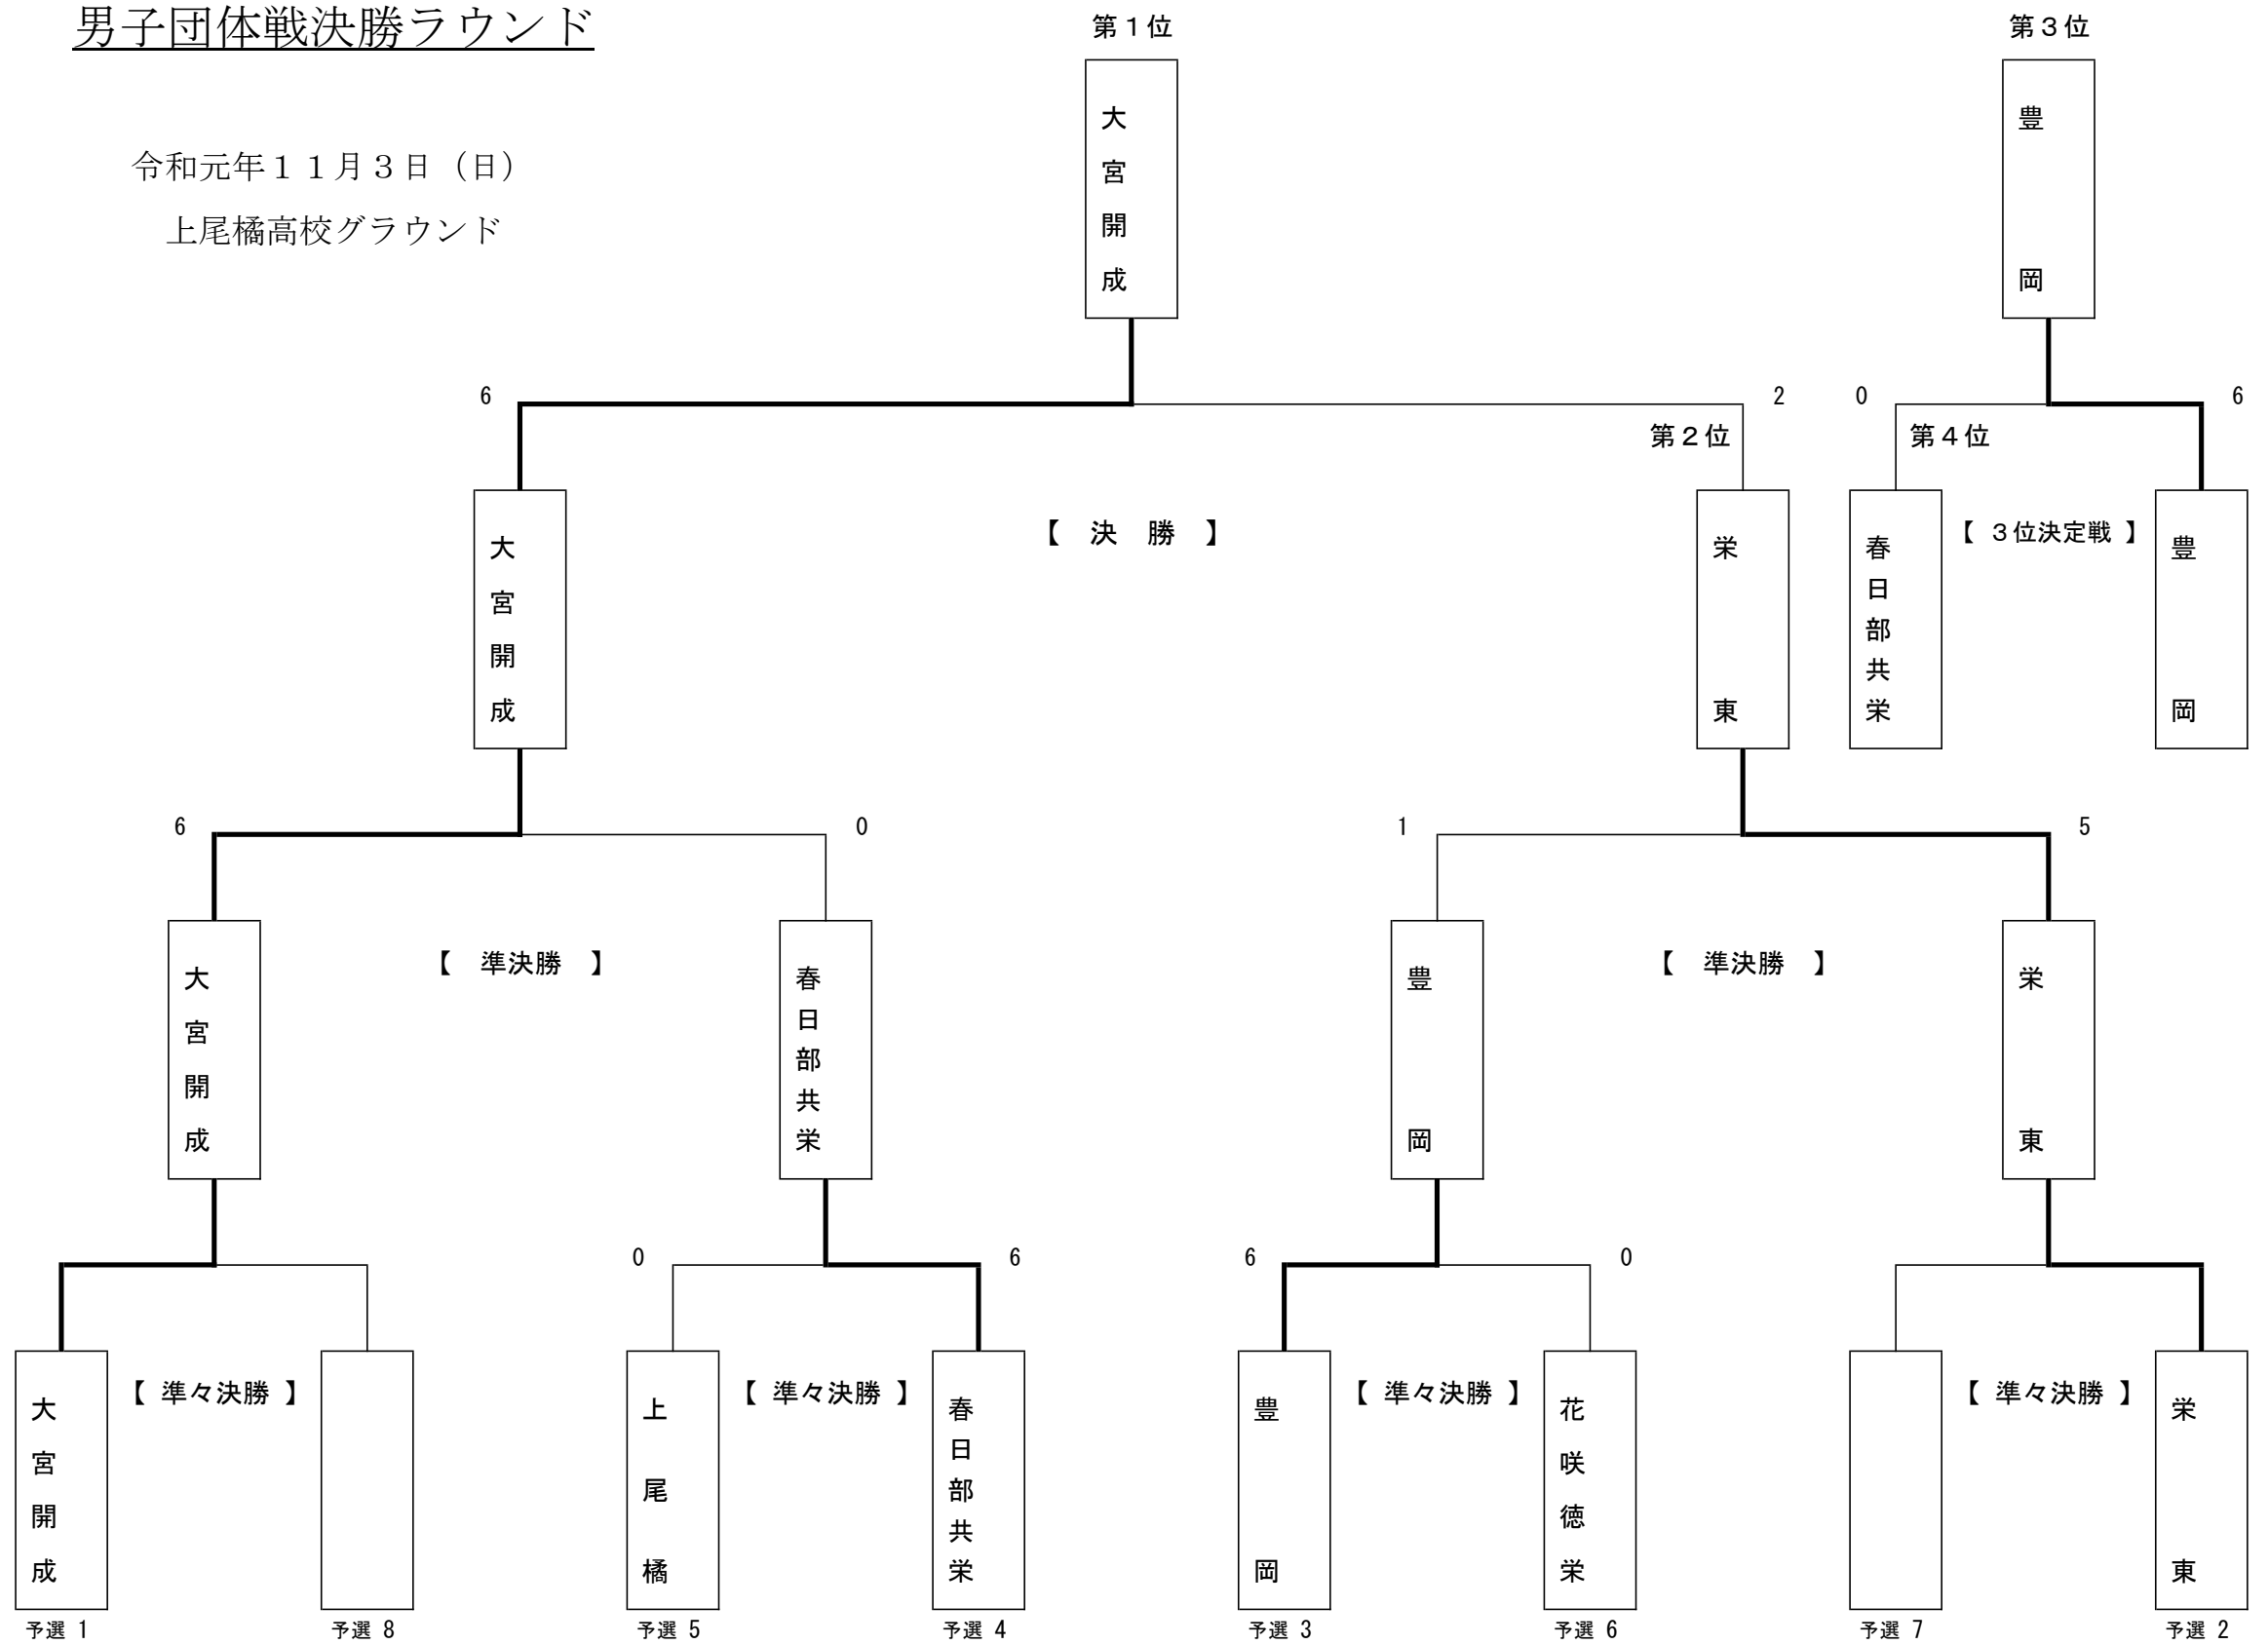 男子団体戦決勝ラウンド
第１位
第３位
大宮開成
豊岡
令和元年１１月３日（日）
上尾橘高校グラウンド
6
2
0
6
第２位
第４位
大宮開成
【　決　勝　】
栄東
春日部共栄
【 ３位決定戦 】
豊岡
6
0
1
5
大宮開成
【　準決勝　】
春日部共栄
豊岡
【　準決勝　】
栄東
0
6
6
0
大宮開成
【 準々決勝 】
上尾橘
【 準々決勝 】
春日部共栄
豊岡
【 準々決勝 】
花咲徳栄
【 準々決勝 】
栄東
予選 1
予選 8
予選 5
予選 4
予選 3
予選 6
予選 7
予選 2